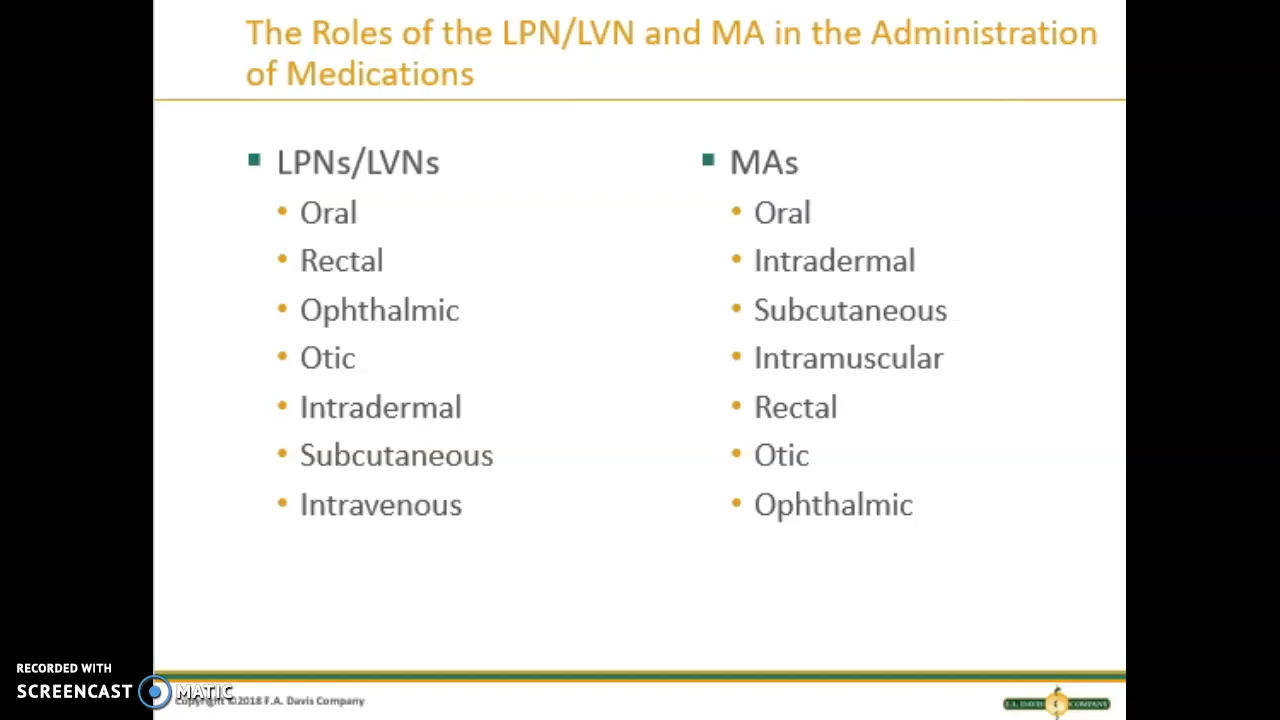 The Roles of the LPN/LVN and MA in the Administration
of Medications
LPNs/LVNs
Oral
Rectal
Ophthalmic
Otic
Intradermal
Subcutaneous
Intravenous
MAs
Oral
Intradermal
Subcutaneous
Intramuscular
Rectal
Otic
Ophthalmic
RECORDED WITH
SCREENCAST MATIC
Copyright ©2018 F.A. Davis Company
F.A. DAVIS COMPANY